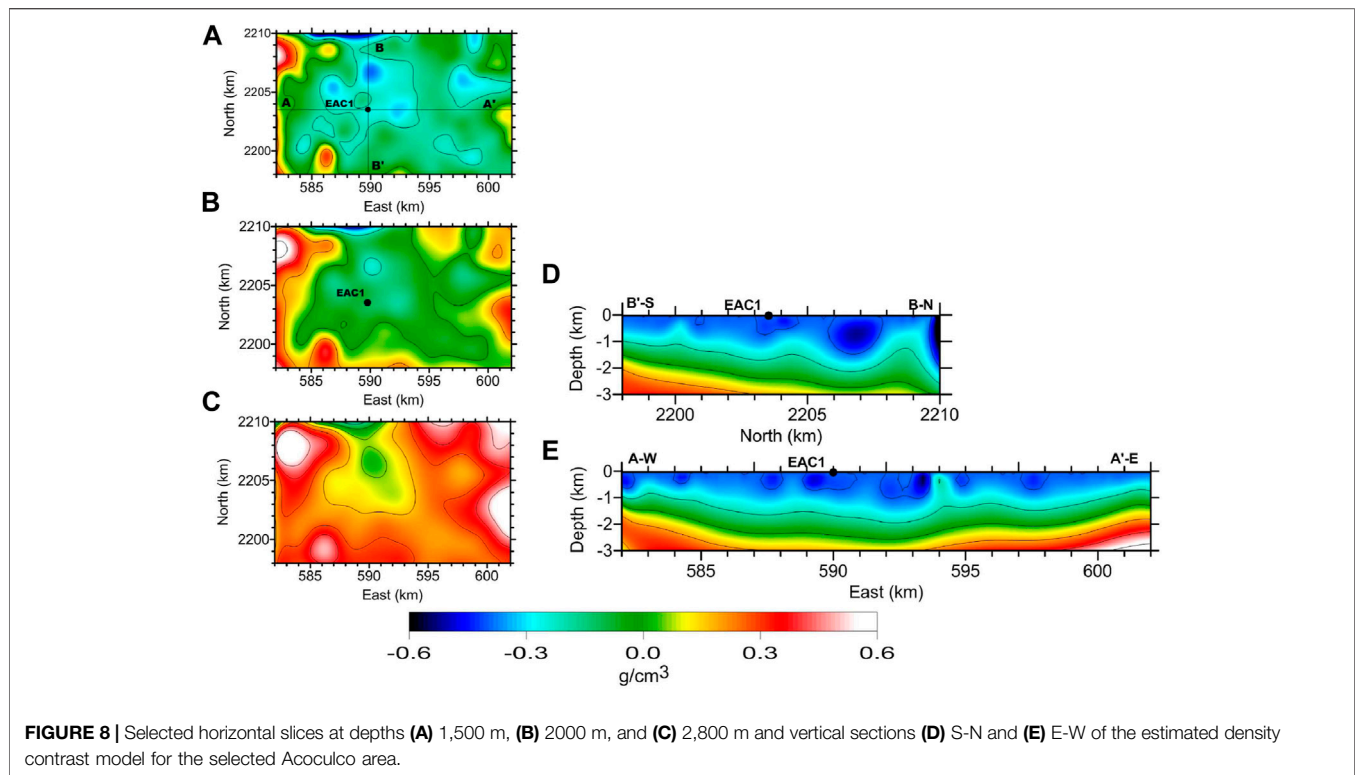 A
2210
2205
2200
North (km)
B
A
EAC1
A'
B'
585 590 595 600
East (km)
B
2210
2205
2200
North (km)
EAC1
585 590 595 600
East (km)
C
2210
2205
2200
North (km)
585 590 595 600
East (km)
D
B'-S EAC1 B-N
0
-1
-2
-3
Depth (km)
2200 2205 2210
North (km)
E
A-W EAC1 A'-E
0
-1
-2
-3
Depth (km)
585 590 595 600
East (km)
-0.6 -0.3 0.0 0.3 0.6
g/cm3
FIGURE 8 | Selected horizontal slices at depths (A) 1,500 m, (B) 2000 m, and (C) 2,800 m and vertical sections (D) S-N and (E) E-W of the estimated density
contrast model for the selected Acoculco area.